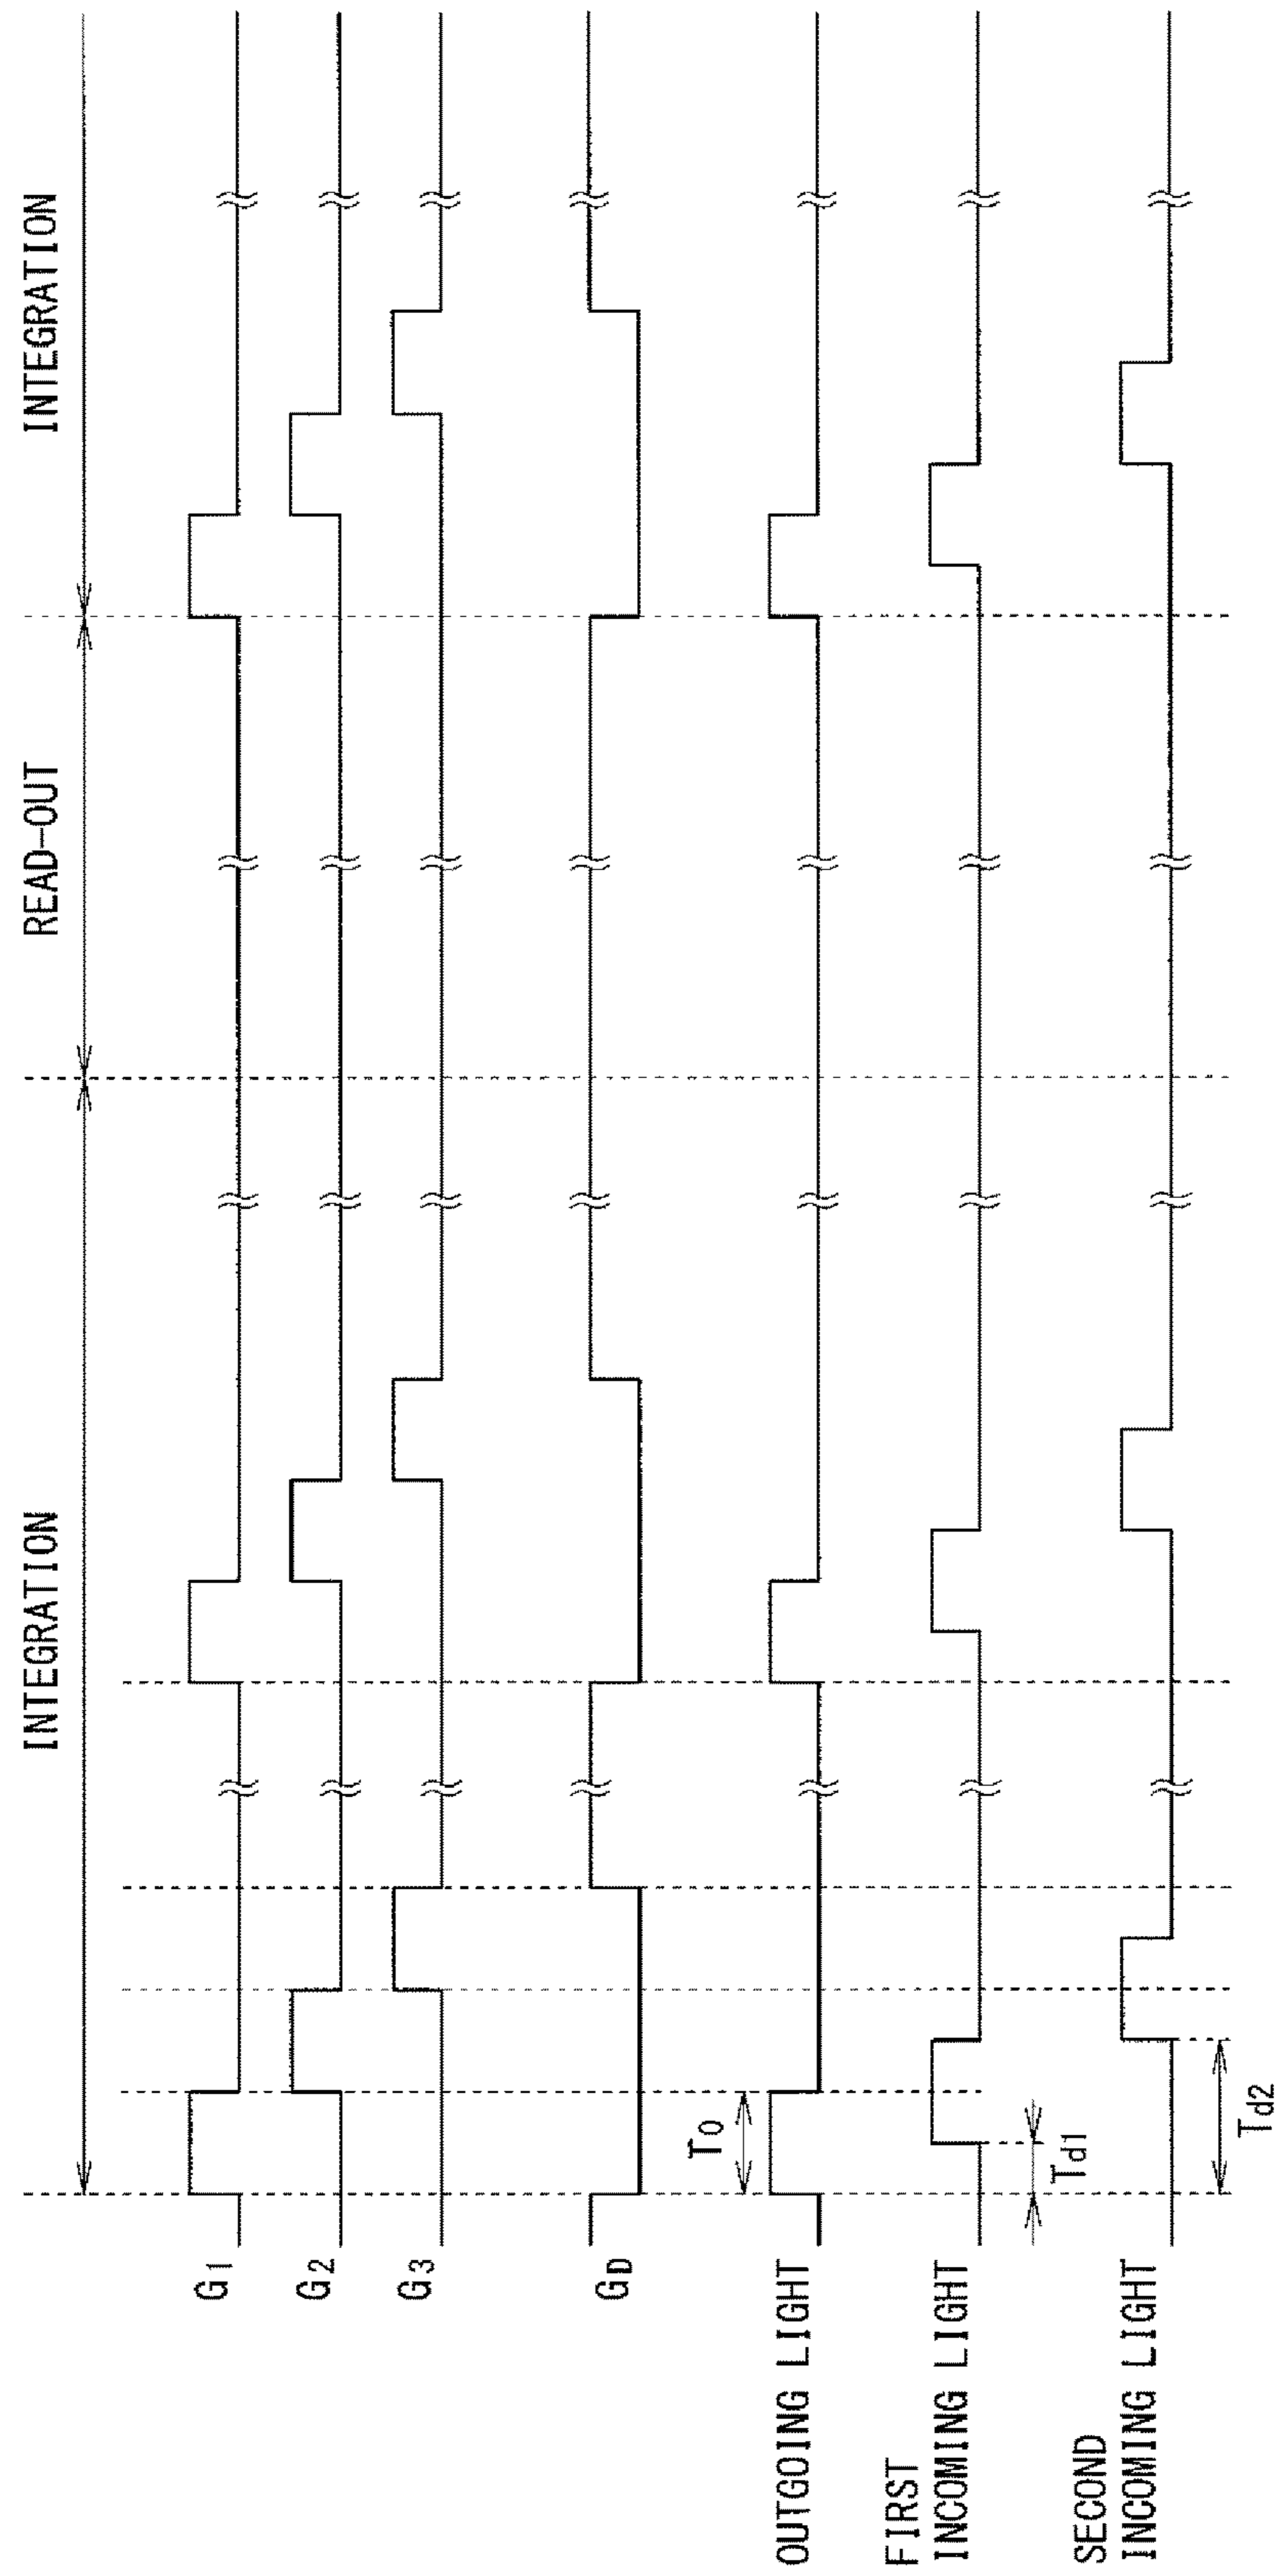 INTEGRATION
READ-OUT
INTEGRATION
G1
G2
G3
GD
T0
OUTGOING LIGHT
FIRST
INCOMING LIGHT
Td1
SECOND
INCOMING LIGHT
Td2